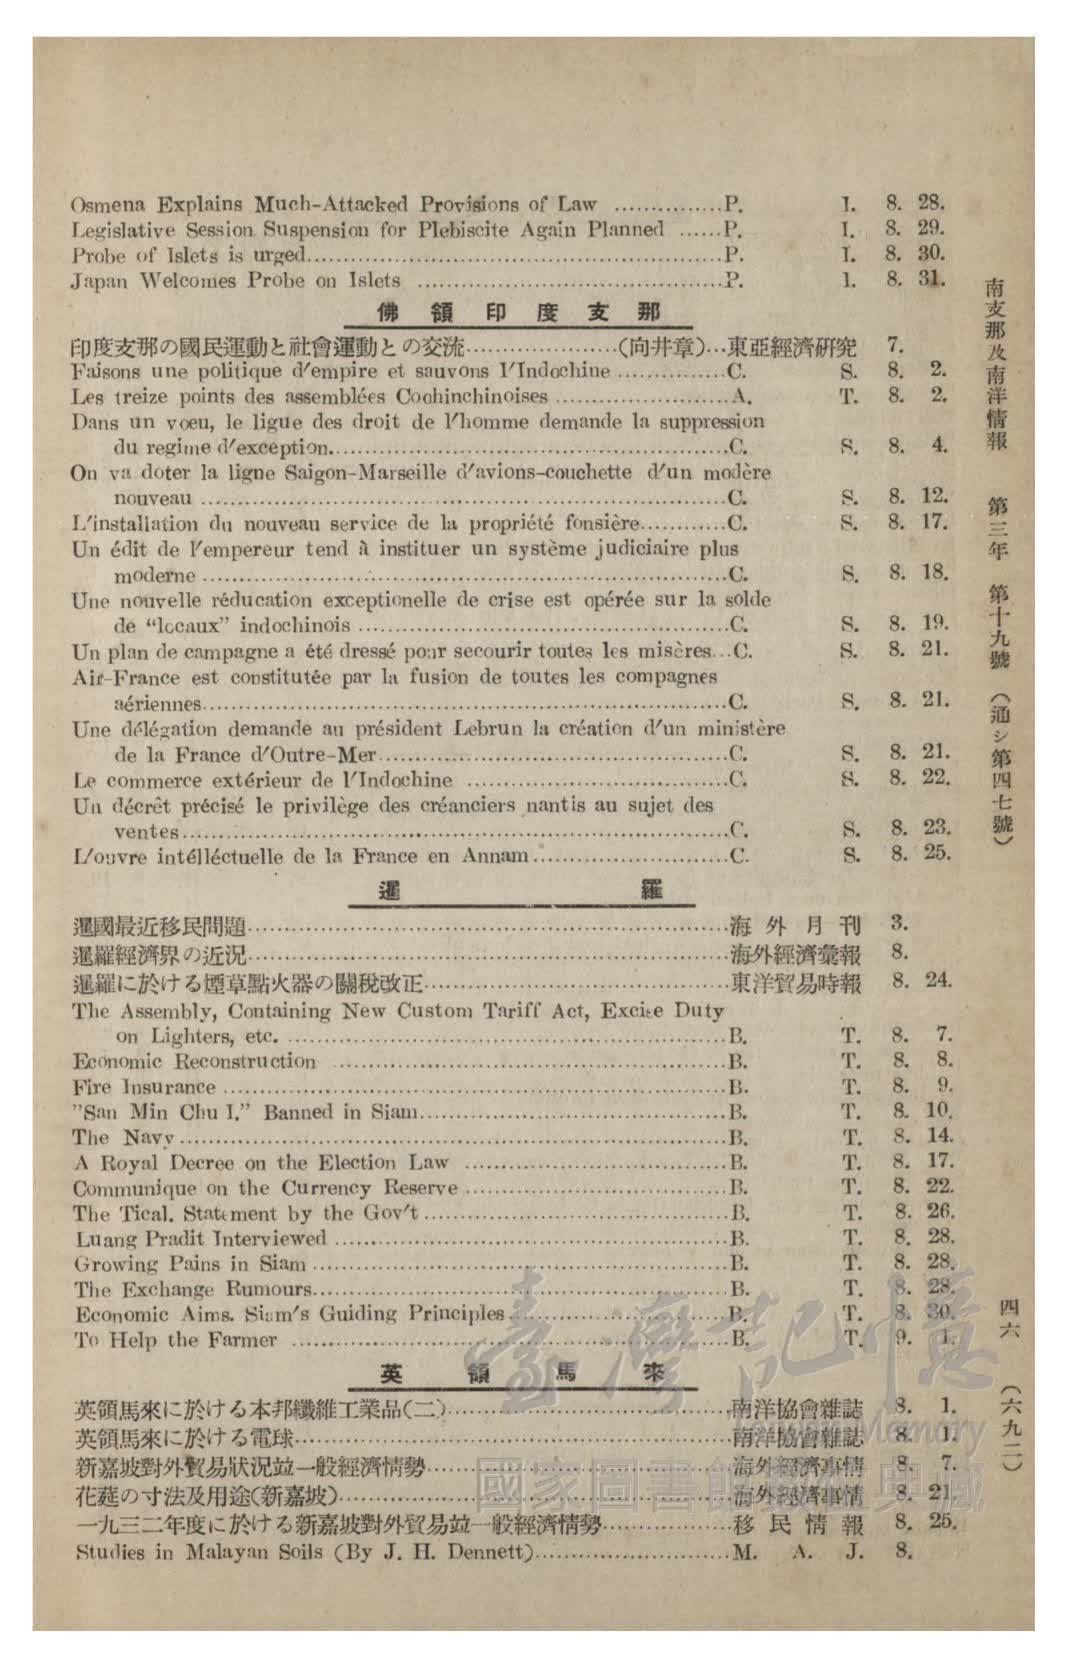 Osmena Explains Much-Attacked Provisions of Law ...............P. I. 8. 28.
Legislative Session Suspension for Plebiscite Again Planned ......P. I. 8. 29.
Probe of Islets is urged...............P. I. 8. 30.
Japan Welcomes Probe on Islets ...............P. I. 8. 31.
佛領印度支那
印度支那の國民運動と社會運動との交流...............(向井章)...東亞經濟研究 7.
Faisons une politique d'empire et sauvons l'Indochine ...............C. S. 8. 2.
Les treize points des assemblées Coohinchinoises ...............A. T. 8. 2.
Dans un voeu, le ligue des droit de l'homme demande la suppression
du regime d'exception...............C. S. 8. 4.
On va doter la ligne Saigon-Marseille d'avions-couchette d'un modère
nouveau ...............C. S. 8. 12.
L'installation du nouveau service de la propriété fonsière............C. S. 8. 17.
Un édit de l'empereur tend à instituer un système judiciaire plus
moderne ...............C. S. 8. 18.
Une nouvelle réducation exceptionelle de crise est opérée sur la solde
de “locaux” indochinois ...............C. S. 8. 19.
Un plan de campagne a été dressé pour secourir toutes les misères...C. S. 8. 21.
Air-France est constitutée par la fusion de toutes les compagnes
aériennes...............C. S. 8. 21.
Une délégation demande au président Lebrun la création d'un ministère
de la France d'Outre-Mer...............C. S. 8. 21.
Le commerce extérieur de l'Indochine ...............C. S. 8. 22.
Un décrêt précisé le privilège des créanciers nantis au sujet des
ventes...............C. S. 8. 23.
L'ouvre intélléctuelle de la France en Annam...............C. S. 8. 25.
暹羅
暹國最近移民問題...............海外月刊 3.
暹羅經濟界の近況...............海外經濟彙報 8.
暹羅に於ける煙草點火器の關稅改正...............東洋貿易時報 8. 24.
The Assembly, Containing New Custom Tariff Act, Excise Duty
on Lighters, etc. ...............B. T. 8. 7.
Economic Reconstruction ...............B. T. 8. 8.
Fire Insurance ...............B. T. 8. 9.
”San Min Chu I.” Banned in Siam...............B. T. 8. 10.
The Navy...............B. T. 8. 14.
A Royal Decree on the Election Law ...............B. T. 8. 17.
Communique on the Currency Reserve ...............B. T. 8. 22.
The Tical. Statement by the Gov't ...............B. T. 8. 26.
Luang Pradit Interviewed ...............B. T. 8. 28.
Growing Pains in Siam ...............B. T. 8. 28.
The Exchange Rumours...............B. T. 8. 28.
Economic Aims. Siam's Guiding Principles...............B. T. 8. 30.
To Help the Farmer ...............B. T. 9. 1.
英領馬來
英領馬來に於ける本邦纖維工業品(二)...............南洋協會雜誌 8. 1.
英領馬來に於ける電球...............南洋協會雜誌 8. 1.
新嘉坡對外貿易狀況竝一般經濟情勢...............海外經濟事情 8. 7.
花莚の寸法及用途(新嘉坡)...............海外經濟事情 8. 21.
一九三二年度に於ける新嘉坡對外貿易竝一般經濟情勢...............移民情報 8. 25.
Studies in Malayan Soils (By J. H. Dennett)...............M. A. J. 8.
南支那及南洋情報 第三年 第十九號 (通シ第四七號)
四六 (六九二)
臺灣記憶
Taiwan Memory
國家圖書館數位典藏